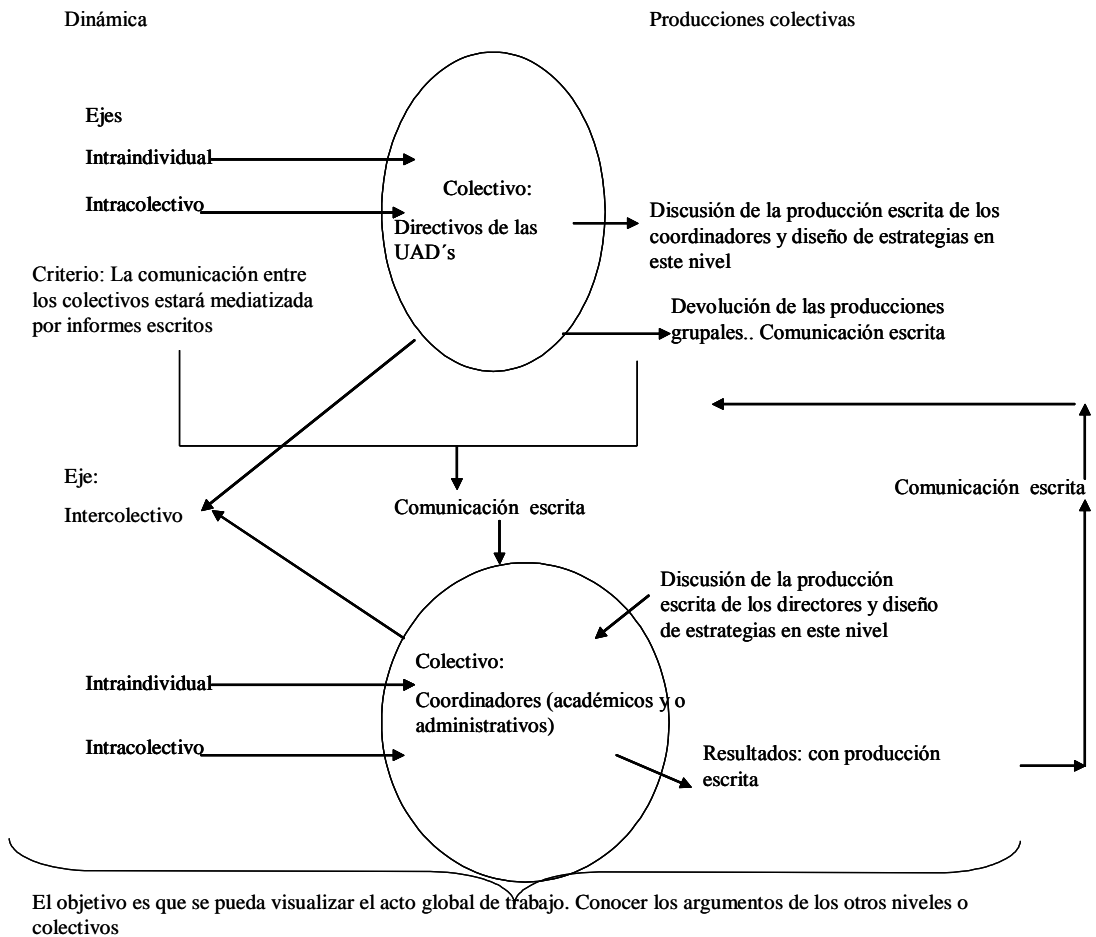 Dinámica
Producciones colectivas
Ejes
Intraindividual
Intracolectivo
Colectivo:
Directivos de las
UAD´s
Discusión de la producción escrita de los
coordinadores y diseño de estrategias en
este nivel
Criterio: La comunicación entre
los colectivos estará mediatizada
por informes escritos
Devolución de las producciones
grupales.. Comunicación escrita
Eje:
Intercolectivo
Comunicación escrita
Comunicación escrita
Discusión de la producción
escrita de los directores y diseño
de estrategias en este nivel
Colectivo:
Coordinadores (académicos y o
administrativos)
Intraindividual
Intracolectivo
Resultados: con producción
escrita
El objetivo es que se pueda visualizar el acto global de trabajo. Conocer los argumentos de los otros niveles o
colectivos